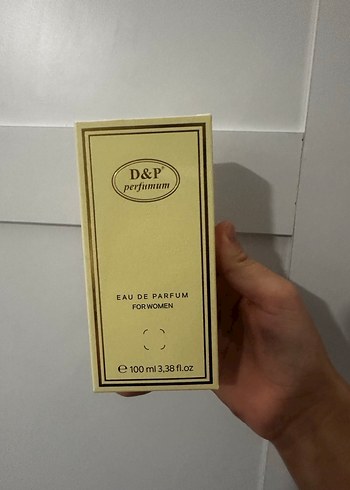 D&P®
perfumum
EAU DE PARFUM
FOR WOMEN
℮ 100 ml 3,38 fl.oz